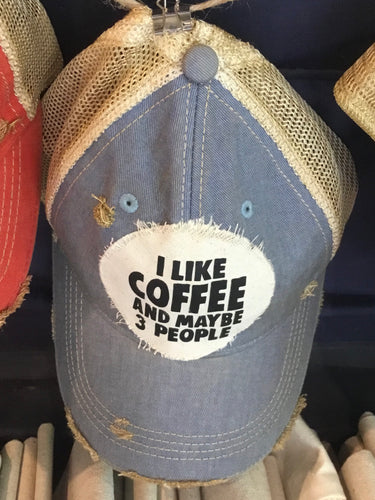 I LIKE
COFFEE
AND MAYBE
3 PEOPLE